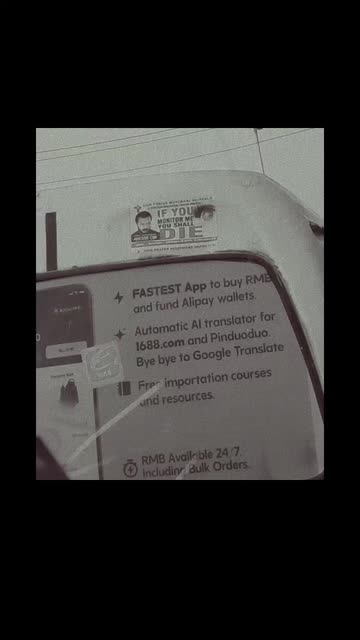 IF YOU
MONITOR ME
YOU SHALL
DIE
FASTEST App to buy RMB
and fund Alipay wallets.
Automatic AI translator for
1688.com and Pinduoduo.
Bye bye to Google Translate
Free importation courses
and resources.
RMB Available 24/7.
Including Bulk Orders.